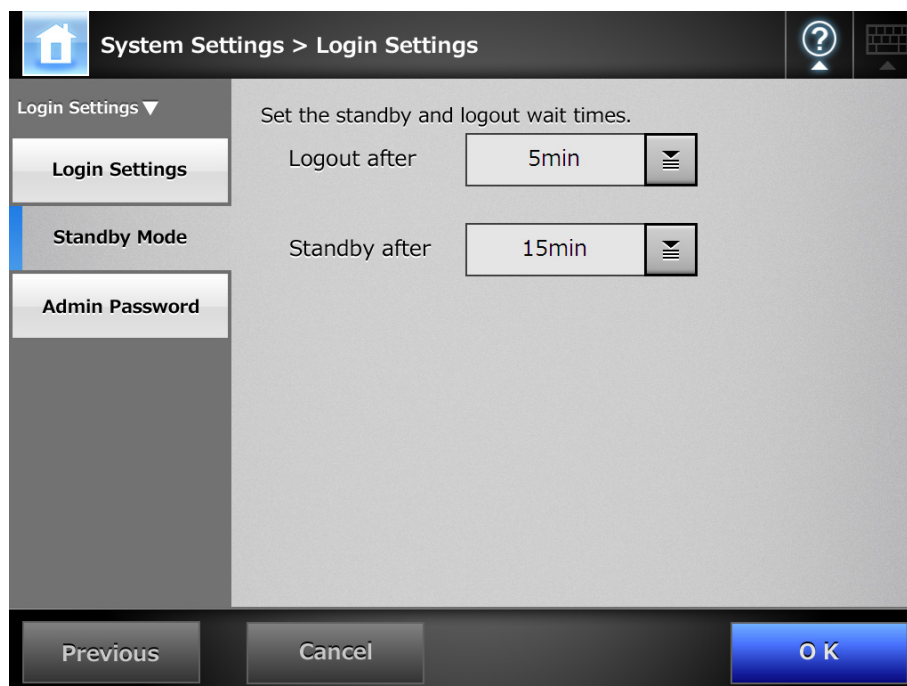 System Settings > Login Settings
?
Login Settings ▼
Login Settings
Standby Mode
Admin Password
Set the standby and logout wait times.
Logout after 5min
Standby after 15min
Previous Cancel O K